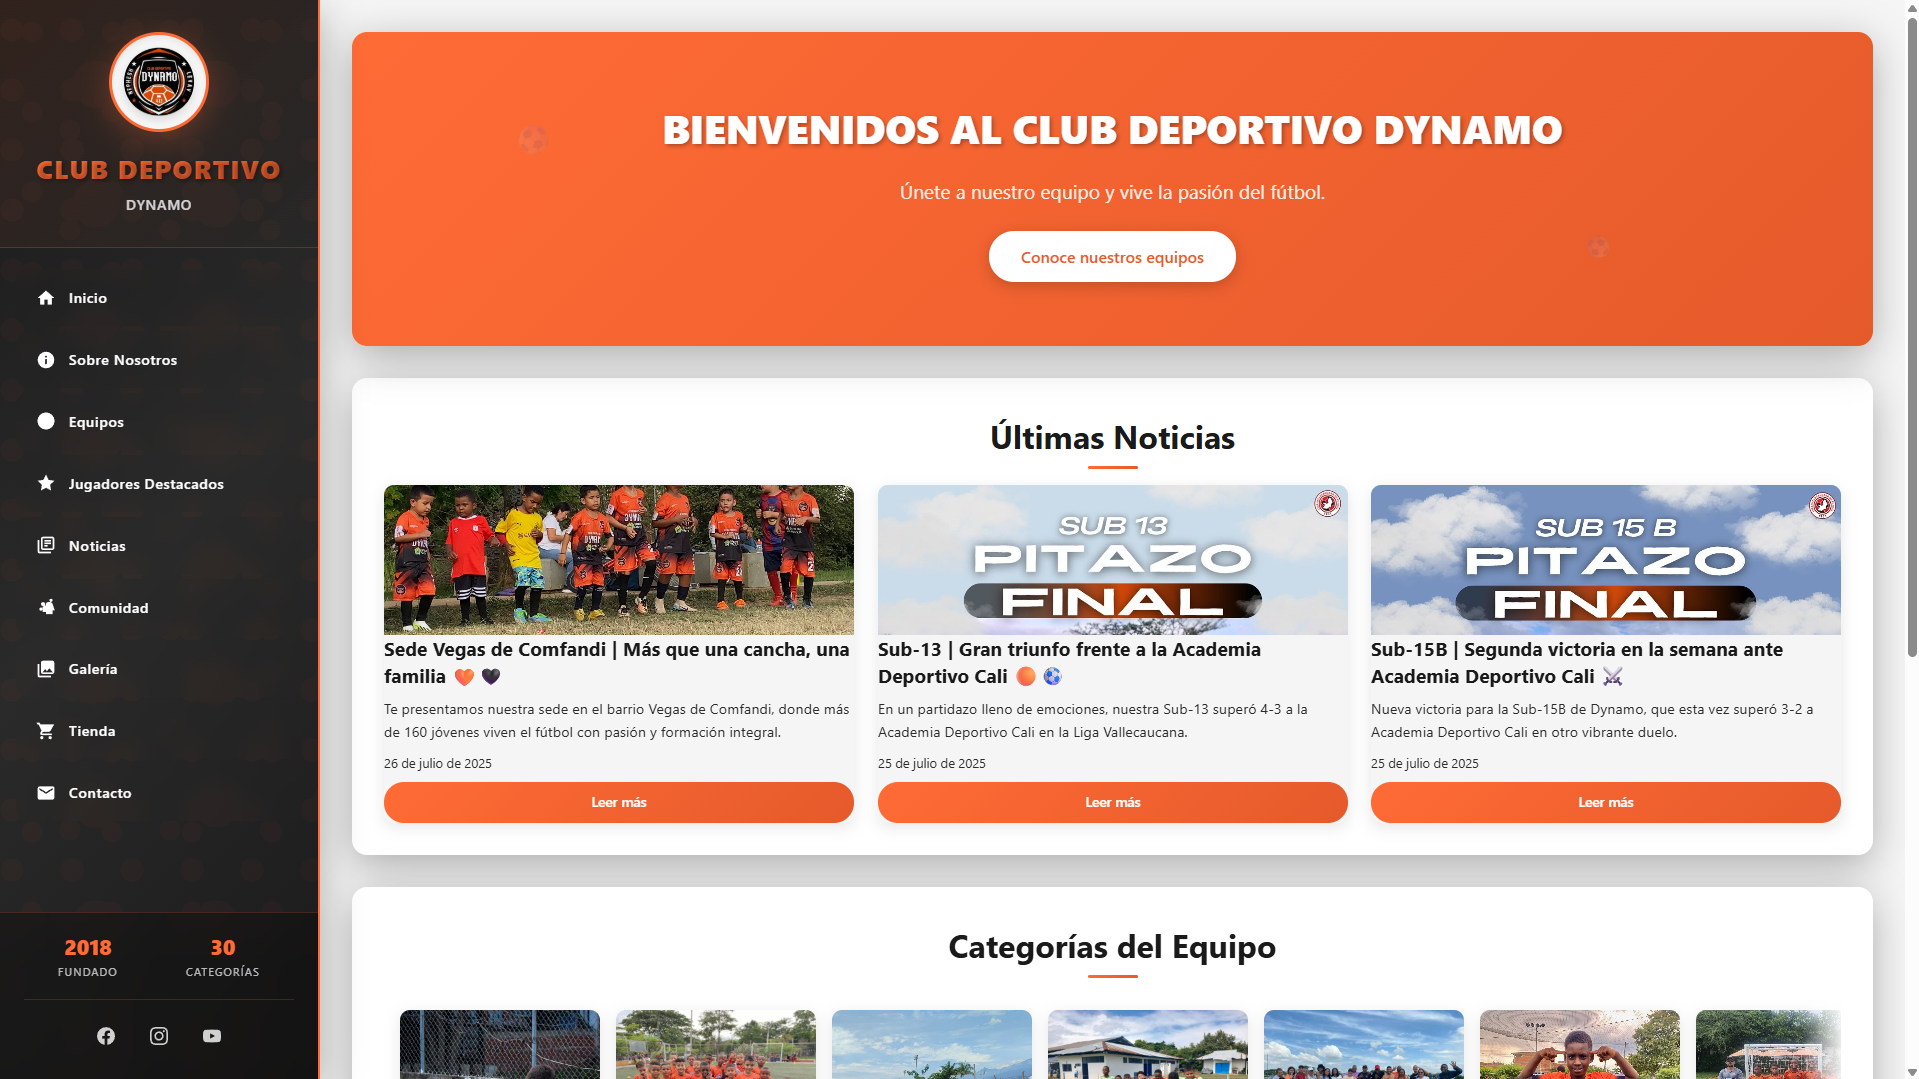 DYNAMO
CLUB DEPORTIVO
DYNAMO
Inicio
Sobre Nosotros
Equipos
Jugadores Destacados
Noticias
Comunidad
Galería
Tienda
Contacto
2018
FUNDADO
30
CATEGORÍAS
BIENVENIDOS AL CLUB DEPORTIVO DYNAMO
Únete a nuestro equipo y vive la pasión del fútbol.
Conoce nuestros equipos
Últimas Noticias
Sede Vegas de Comfandi | Más que una cancha, una
familia 🧡 🖤
Te presentamos nuestra sede en el barrio Vegas de Comfandi, donde más
de 160 jóvenes viven el fútbol con pasión y formación integral.
26 de julio de 2025
Leer más
SUB 13
PITAZO
FINAL
Sub-13 | Gran triunfo frente a la Academia
Deportivo Cali 🟠 ⚽
En un partidazo lleno de emociones, nuestra Sub-13 superó 4-3 a la
Academia Deportivo Cali en la Liga Vallecaucana.
25 de julio de 2025
Leer más
SUB 15 B
PITAZO
FINAL
Sub-15B | Segunda victoria en la semana ante
Academia Deportivo Cali ⚔️
Nueva victoria para la Sub-15B de Dynamo, que esta vez superó 3-2 a
Academia Deportivo Cali en otro vibrante duelo.
25 de julio de 2025
Leer más
Categorías del Equipo